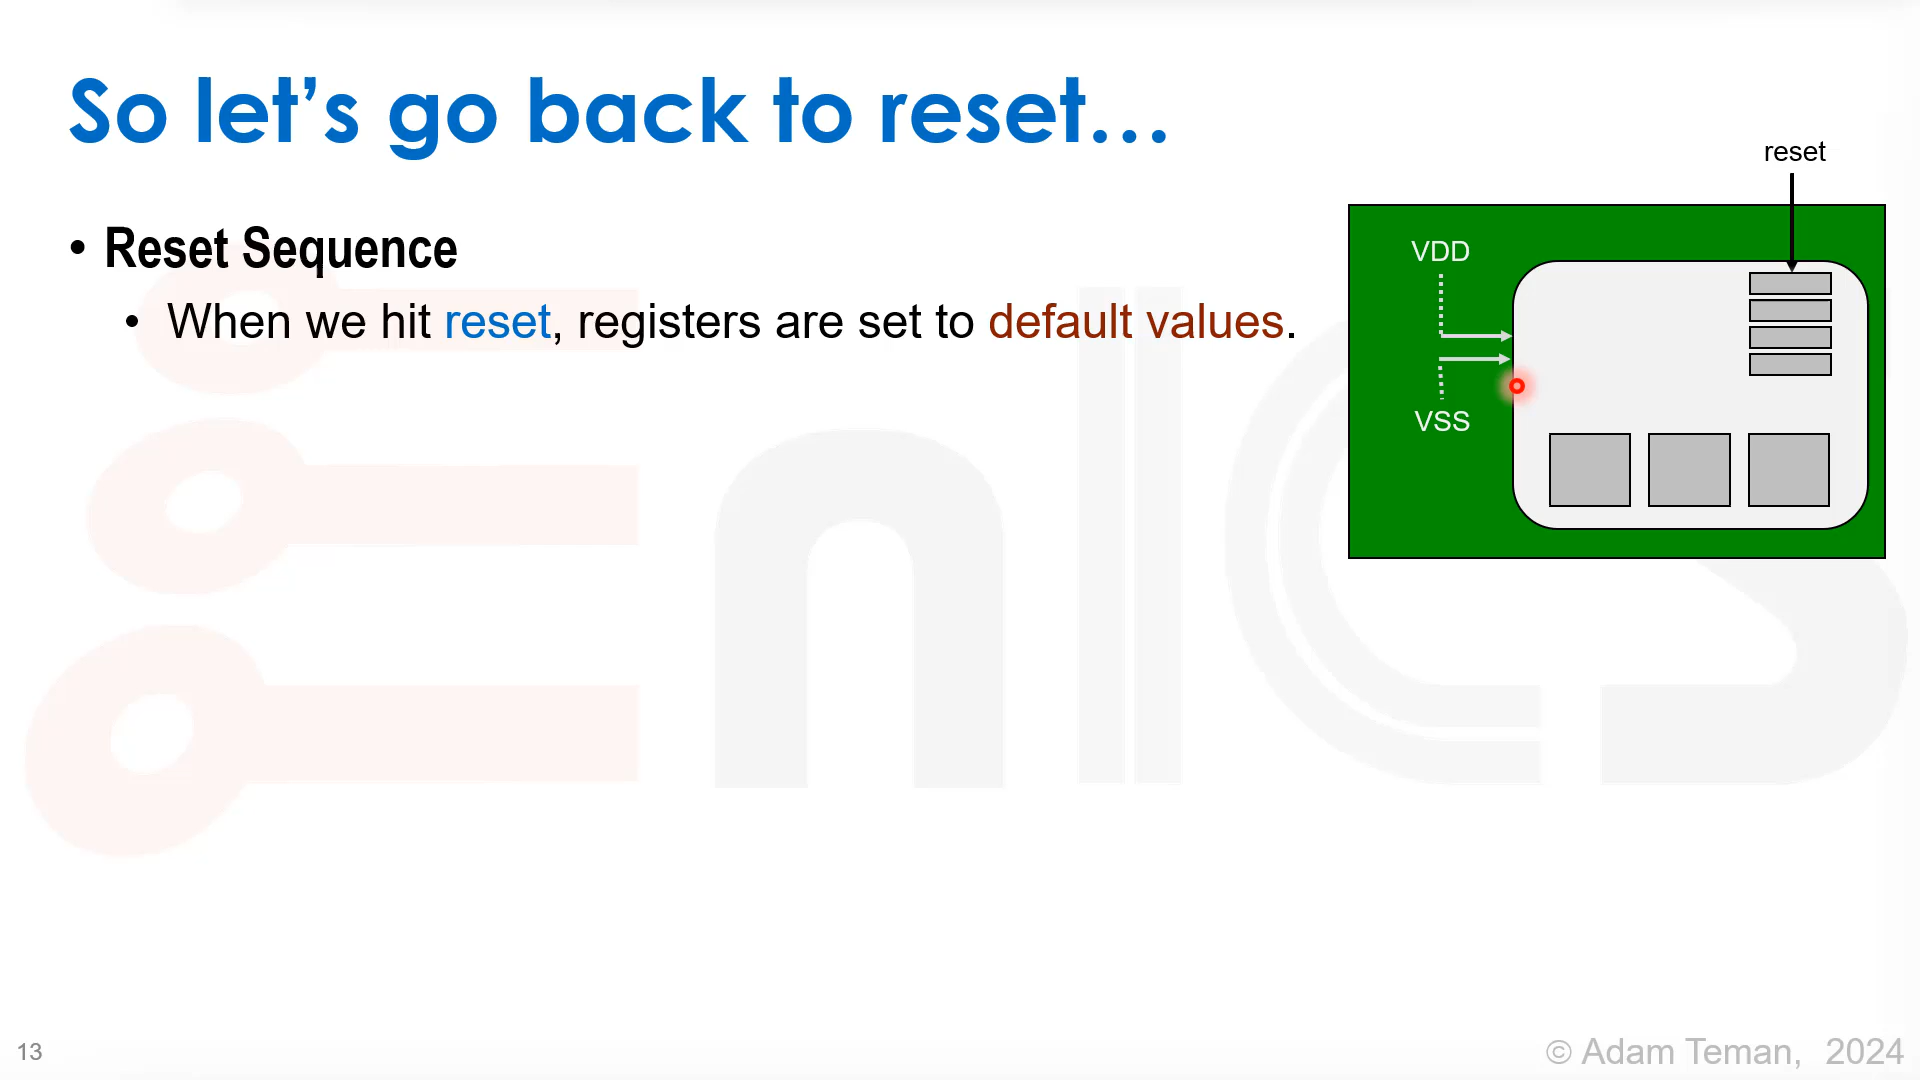 So let’s go back to reset…
reset
• Reset Sequence
VDD
• When we hit reset, registers are set to default values.
VSS
EnICS
13
© Adam Teman, 2024